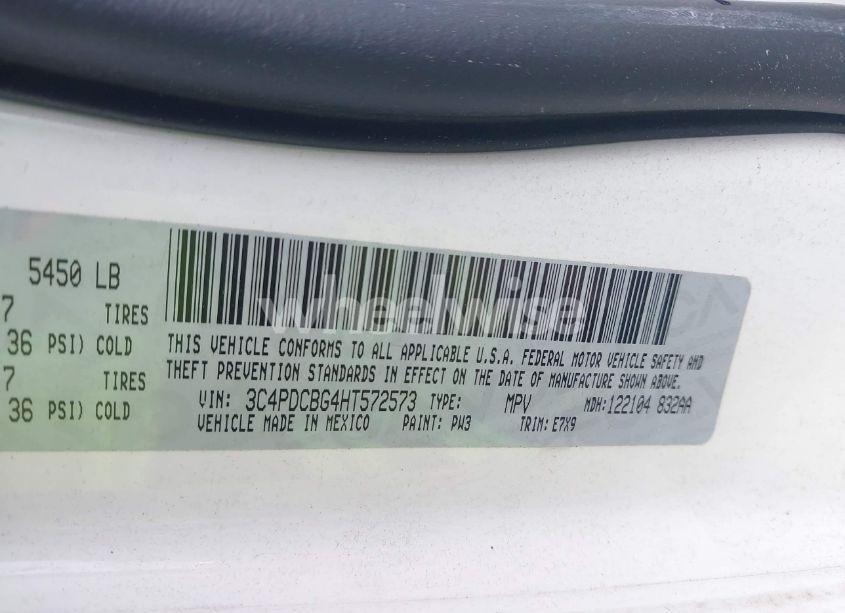 5450 LB
7 TIRES
36 PSI) COLD
7 TIRES
36 PSI) COLD
wheelwise
THIS VEHICLE CONFORMS TO ALL APPLICABLE U.S.A. FEDERAL MOTOR VEHICLE SAFETY AND
THEFT PREVENTION STANDARDS IN EFFECT ON THE DATE OF MANUFACTURE SHOWN ABOVE.
VIN: 3C4PDCBG4HT572573 TYPE: MPV MDH:122104 832AA
VEHICLE MADE IN MEXICO PAINT: PW3 TRIM: E7X9